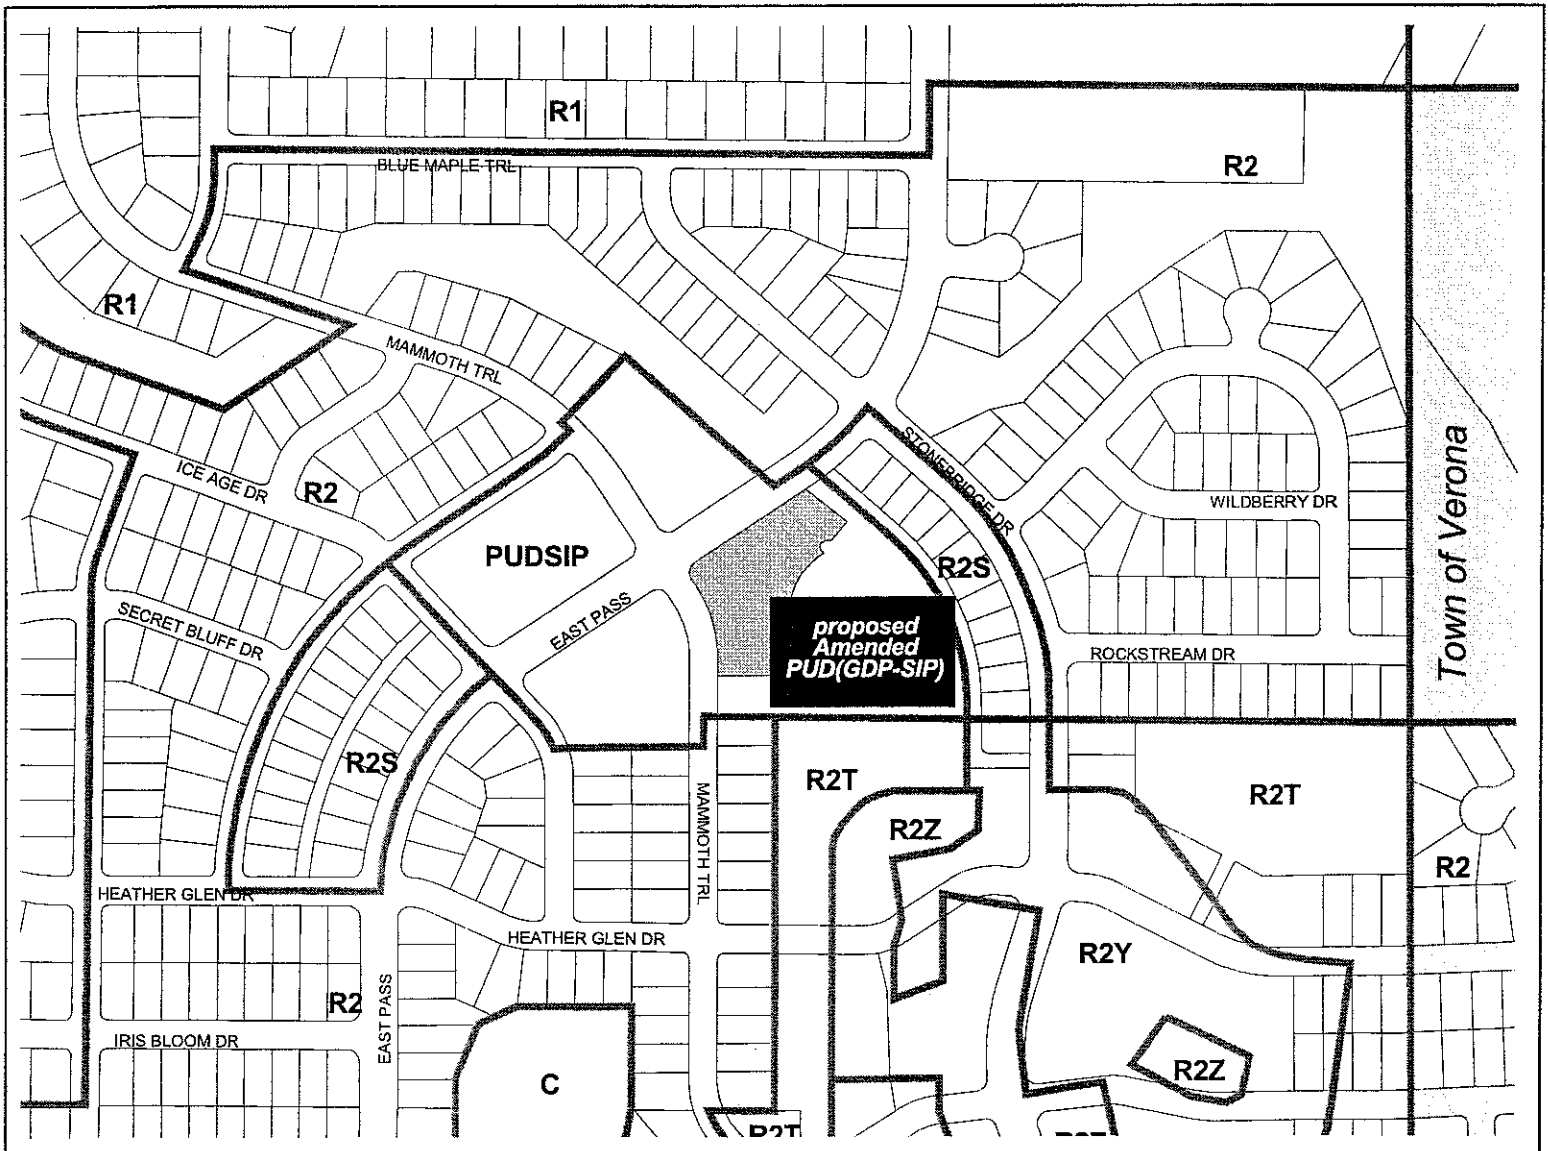 R1
BLUE MAPLE TRL
R2
R1
MAMMOTH TRL
STONEBRIDGE DR
ICE AGE DR
R2
WILDBERRY DR
Town of Verona
PUDSIP
R2S
EAST PASS
SECRET BLUFF DR
proposed
Amended
PUD(GDP-SIP)
ROCKSTREAM DR
R2S
R2T
R2T
MAMMOTH TRL
R2Z
R2
HEATHER GLEN DR
HEATHER GLEN DR
R2Y
R2
EAST PASS
IRIS BLOOM DR
C
R2Z
R2T